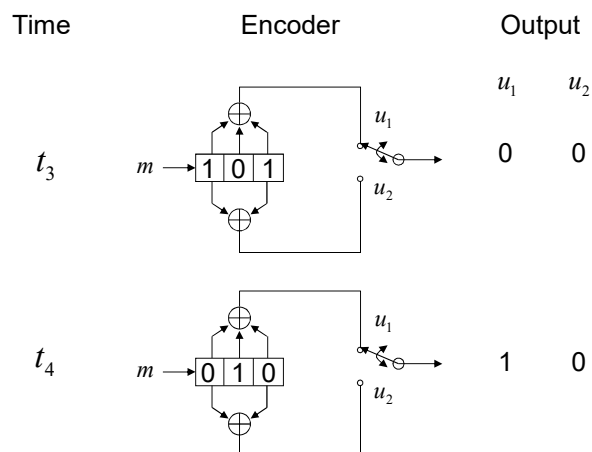 Time Encoder Output
u₁ u₂
u₁
t₃ m 1 0 1 0 0
u₂
u₁
t₄ m 0 1 0 1 0
u₂